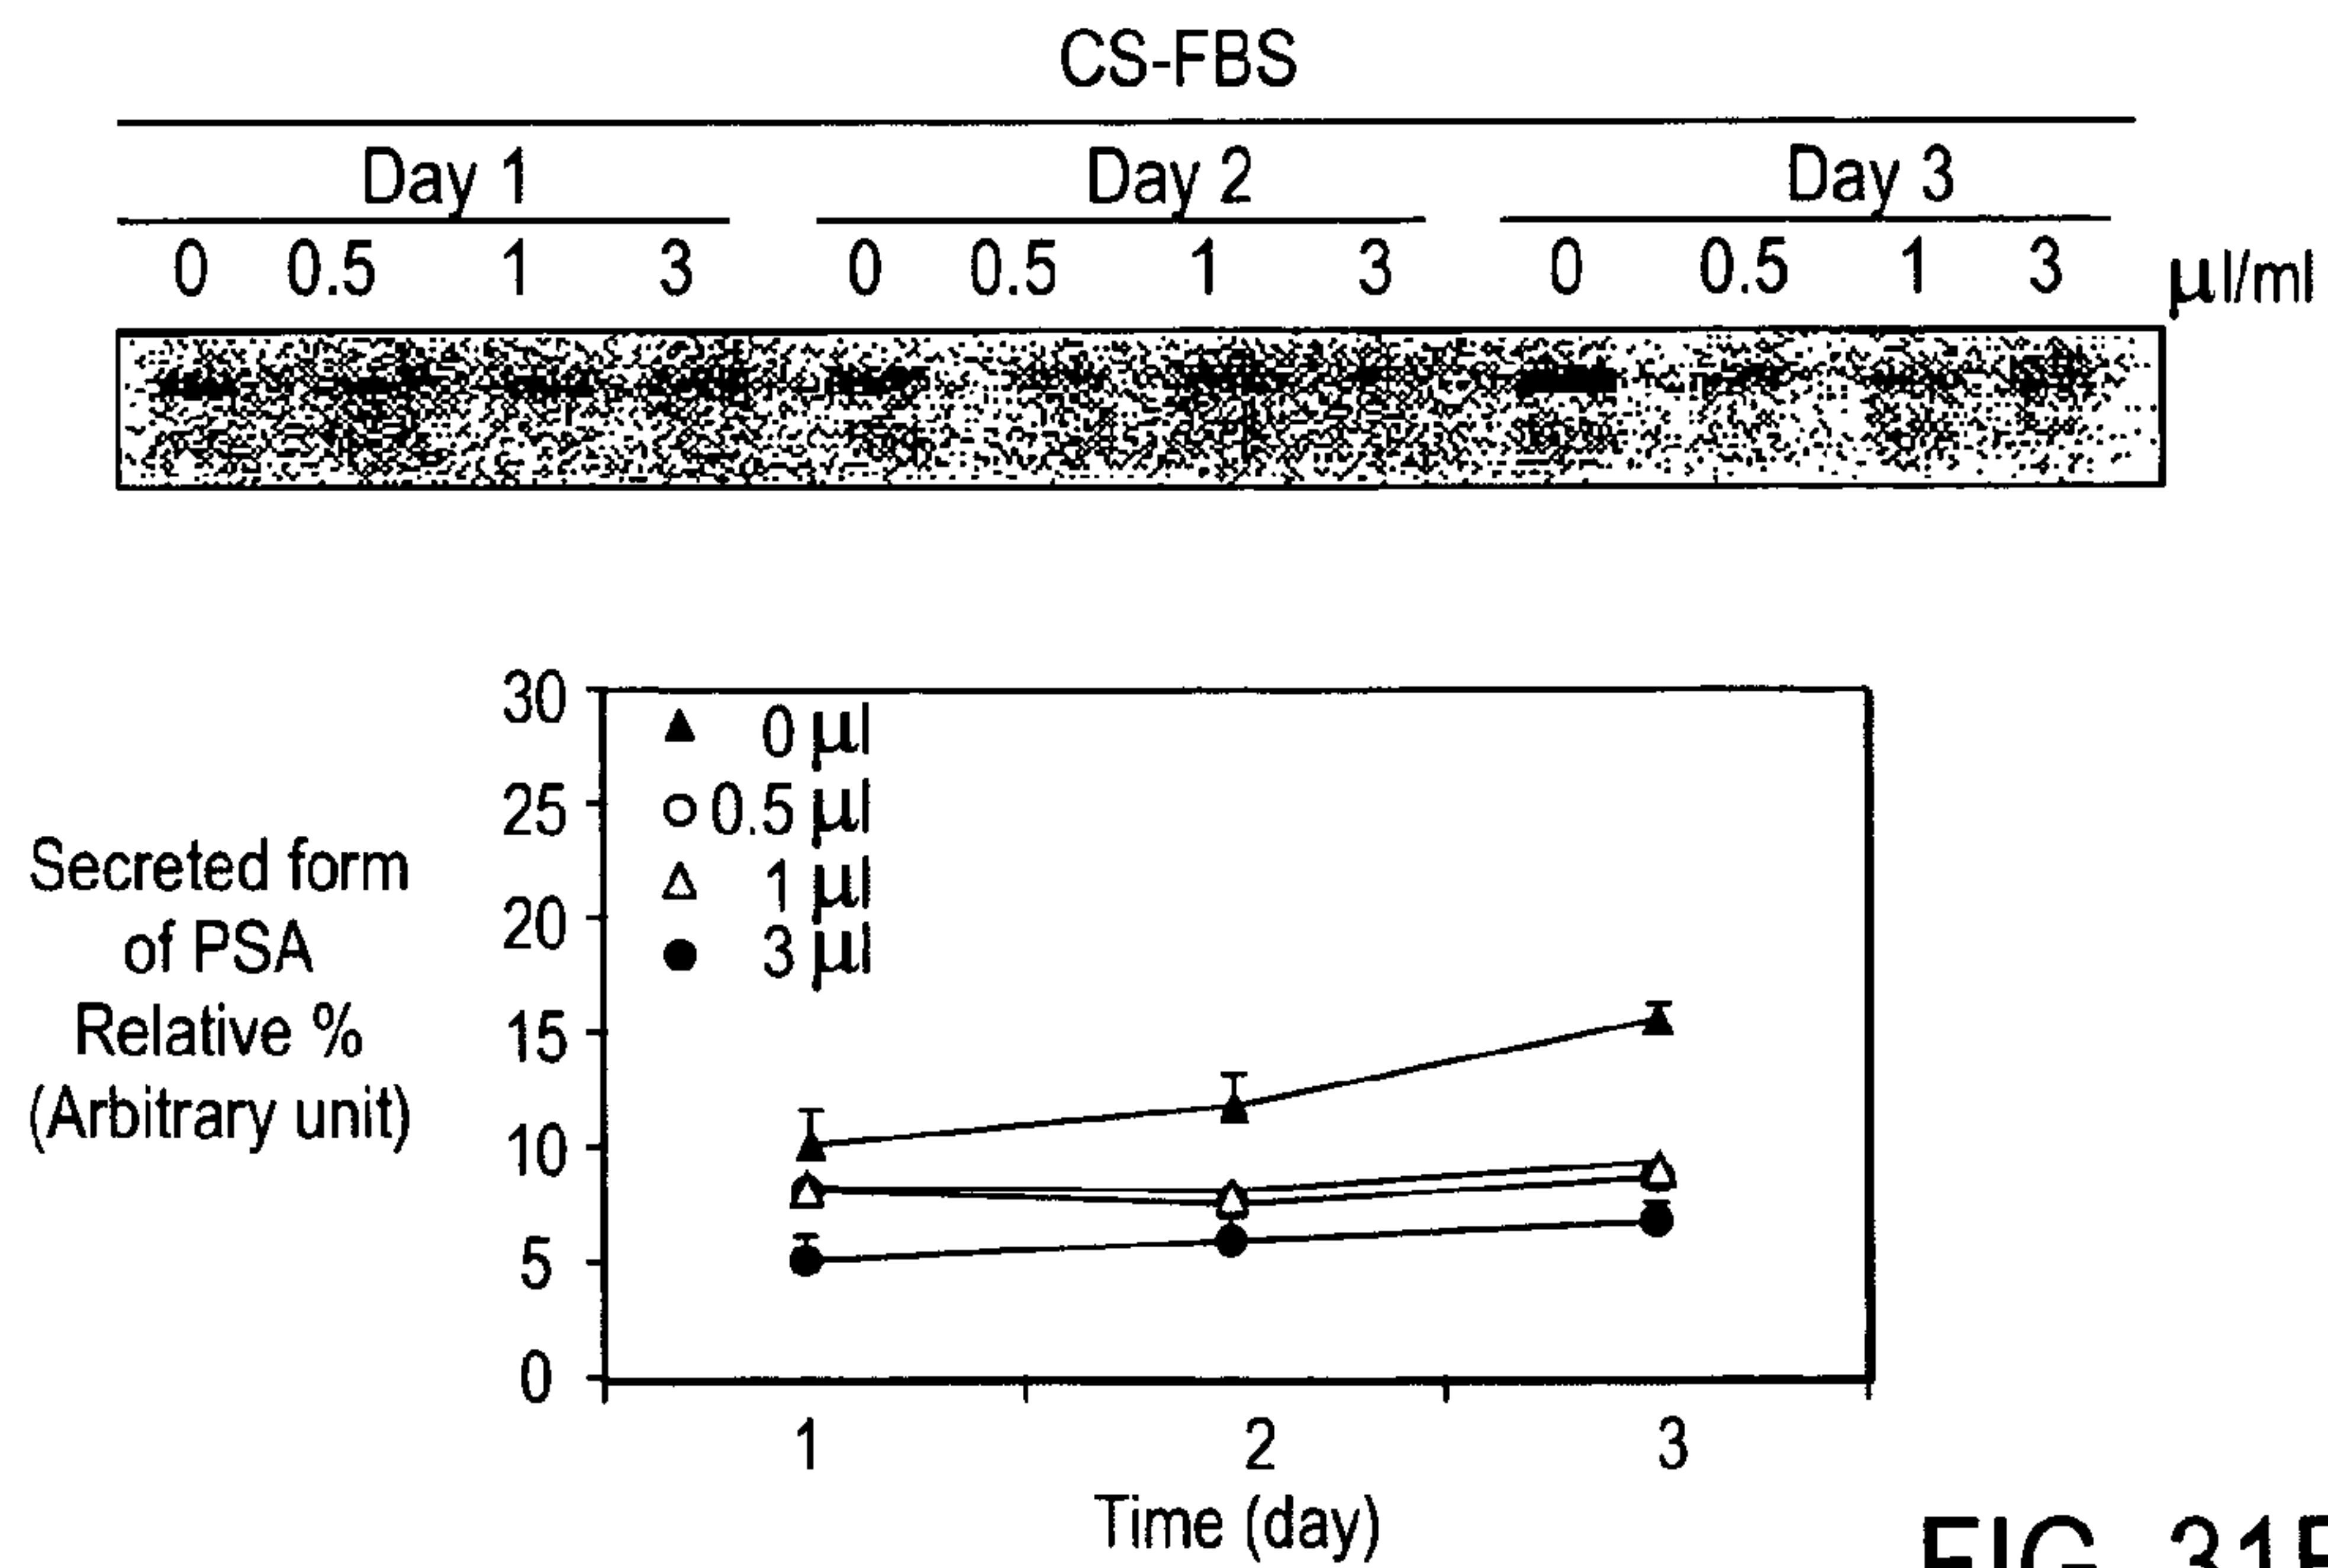 CS-FBS
Day 1 Day 2 Day 3
0 0.5 1 3 0 0.5 1 3 0 0.5 1 3 μl/ml
30
25
20
15
10
5
0
▲ 0 μl
○ 0.5 μl
△ 1 μl
● 3 μl
Secreted form
of PSA
Relative %
(Arbitrary unit)
1 2 3
Time (day)
FIG. 31